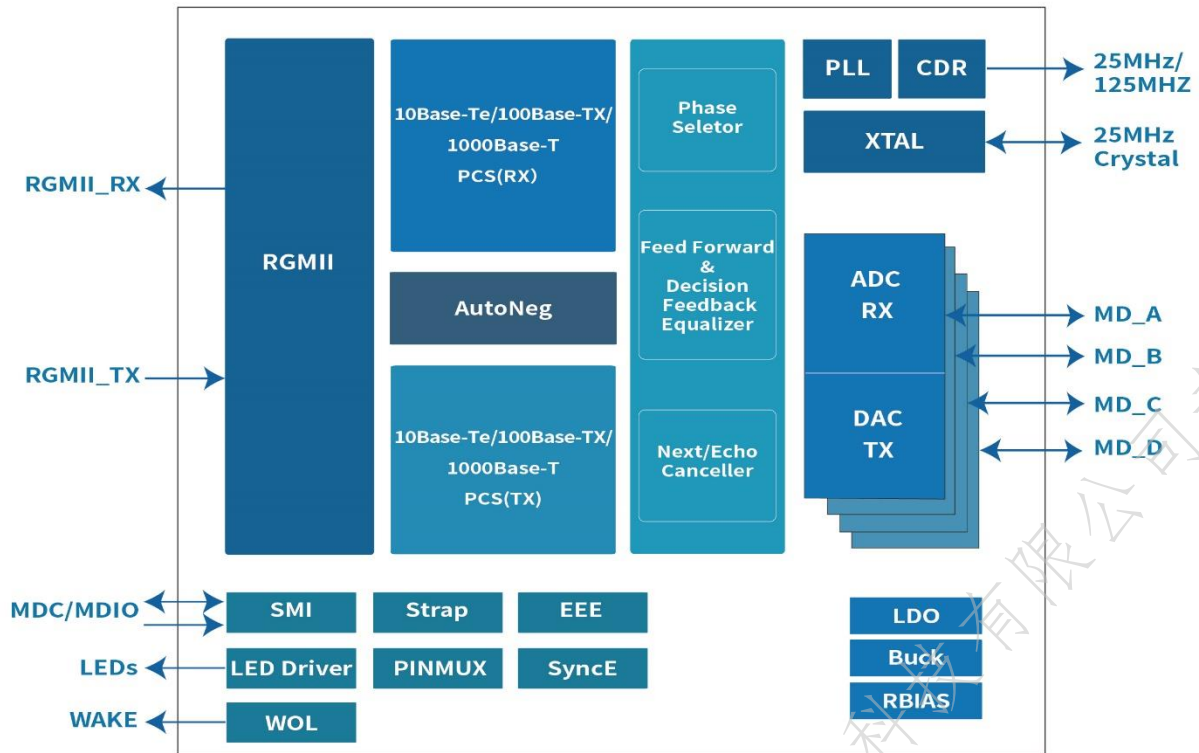 PLL
CDR
25MHz/
125MHZ
XTAL
25MHz
Crystal
RGMII_RX
RGMII_TX
RGMII
10Base-Te/100Base-TX/
1000Base-T
PCS(RX)
AutoNeg
10Base-Te/100Base-TX/
1000Base-T
PCS(TX)
Phase
Seletor
Feed Forward
&
Decision
Feedback
Equalizer
Next/Echo
Canceller
ADC
RX
DAC
TX
MD_A
MD_B
MD_C
MD_D
MDC/MDIO
SMI
Strap
EEE
LEDs
LED Driver
PINMUX
SyncE
WAKE
WOL
LDO
Buck
RBIAS
科技有限公司